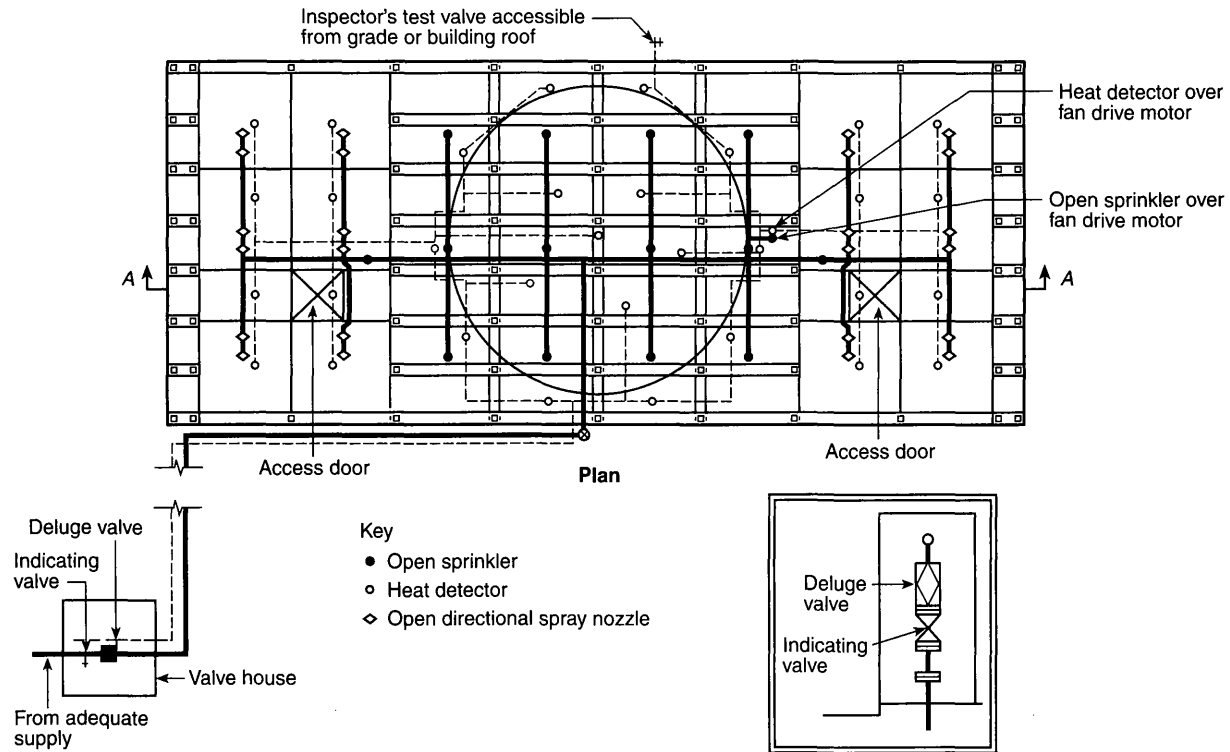 Inspector's test valve accessible
from grade or building roof
Heat detector over
fan drive motor
Open sprinkler over
fan drive motor
A
A
Access door
Access door
Plan
Deluge valve
Indicating
valve
Valve house
From adequate
supply
Key
Open sprinkler
Heat detector
Open directional spray nozzle
Deluge
valve
Indicating
valve